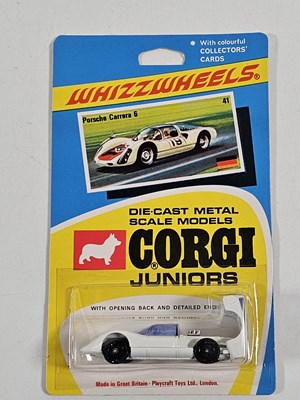 With colourful
COLLECTORS'
CARDS
WHIZZWHEELS®
Porsche Carrera 6
41
19
DIE-CAST METAL
SCALE MODELS
CORGI®
JUNIORS
WITH OPENING BACK AND DETAILED ENGINE
Made in Great Britain - Playcraft Toys Ltd., London.